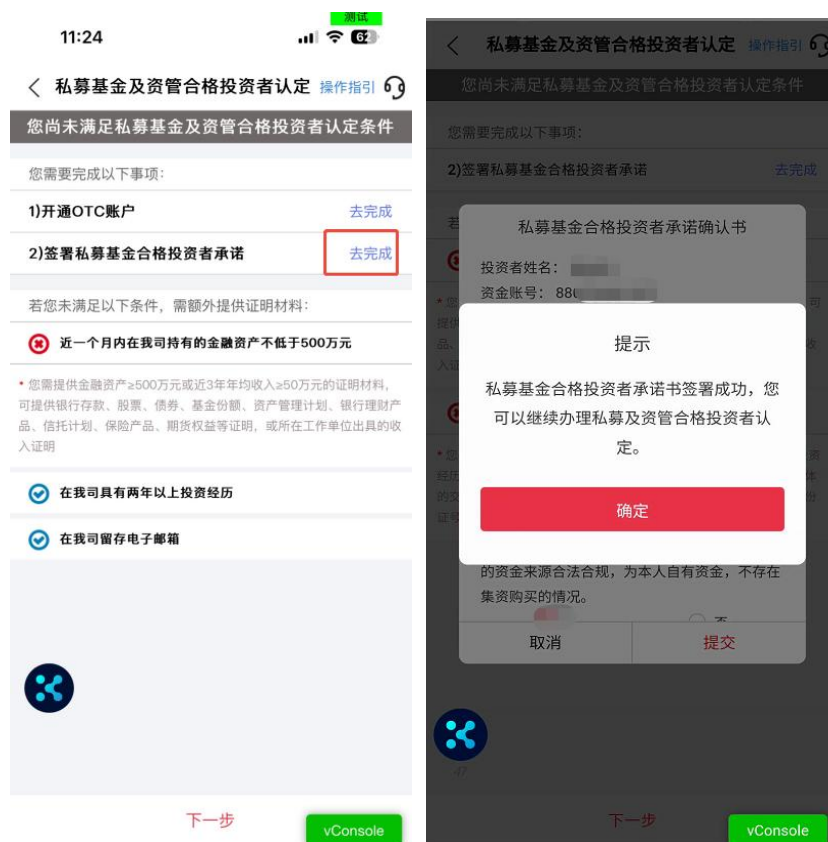 测试
11:24
62
私募基金及资管合格投资者认定 操作指引
您尚未满足私募基金及资管合格投资者认定条件
您需要完成以下事项:
1)开通OTC账户 去完成
2)签署私募基金合格投资者承诺 去完成
若您未满足以下条件，需额外提供证明材料:
近一个月内在我司持有的金融资产不低于500万元
* 您需提供金融资产≥500万元或近3年年均收入≥50万元的证明材料，
可提供银行存款、股票、债券、基金份额、资产管理计划、银行理财产
品、信托计划、保险产品、期货权益等证明，或所在工作单位出具的收
入证明
在我司具有两年以上投资经历
在我司留存电子邮箱
下一步
vConsole
私募基金及资管合格投资者认定 操作指引
您尚未满足私募基金及资管合格投资者认定条件
您需要完成以下事项:
2)签署私募基金合格投资者承诺 去完成
若
私募基金合格投资者承诺确认书
投资者姓名:
资金账号: 880
提示
私募基金合格投资者承诺书签署成功，您
可以继续办理私募及资管合格投资者认
定。
确定
的资金来源合法合规，为本人自有资金，不存在
集资购买的情况。
否
取消 提交
下一步
vConsole